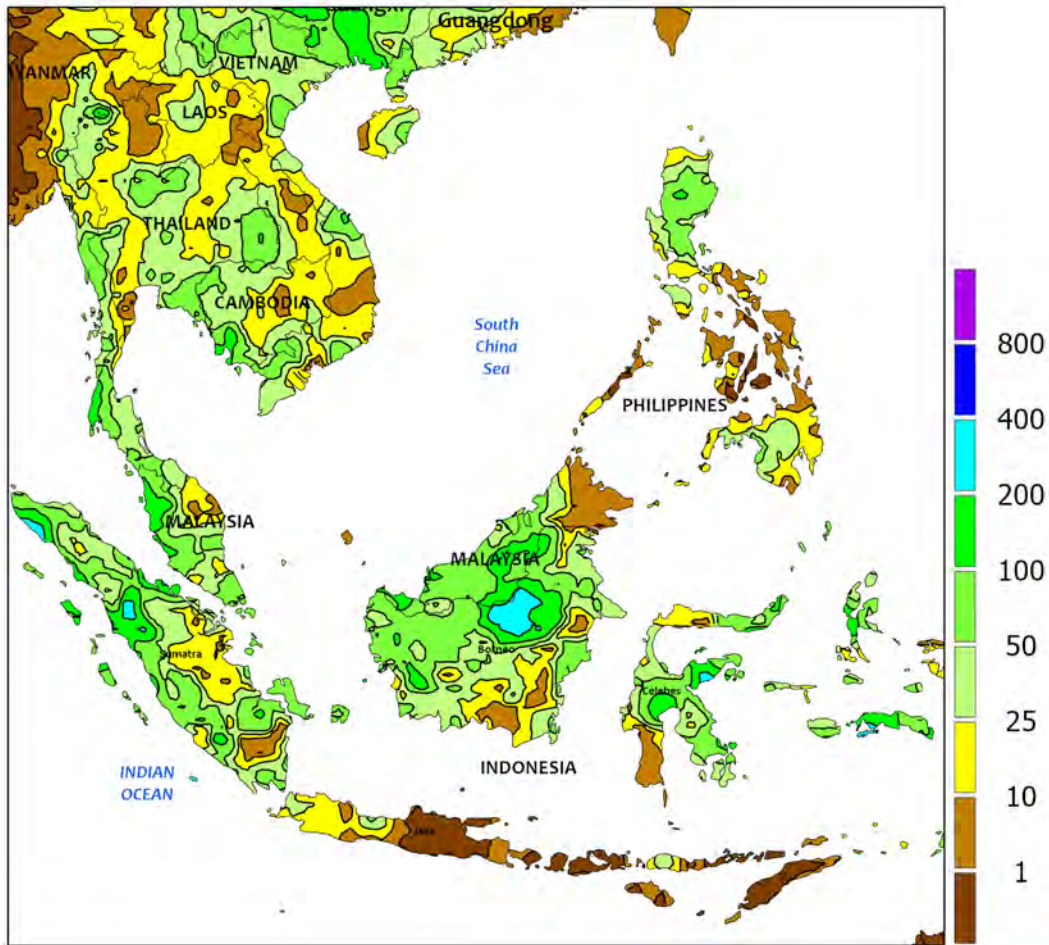 Guangdong
VIETNAM
YANMAR
LAOS
THAILAND
CAMBODIA
South
China
Sea
PHILIPPINES
MALAYSIA
MALAYSIA
Borneo
Sumatra
Celebes
INDONESIA
INDIAN
OCEAN
Java
800
400
200
100
50
25
10
1